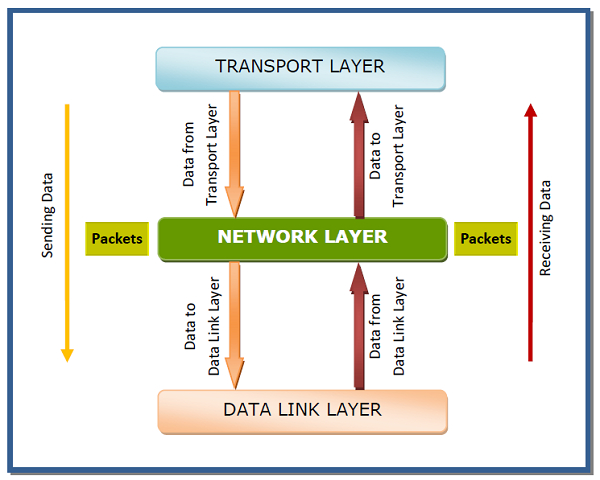 TRANSPORT LAYER
Sending Data
Data from
Transport Layer
Data to
Transport Layer
Receiving Data
Packets
NETWORK LAYER
Packets
Data to
Data Link Layer
Data from
Data Link Layer
DATA LINK LAYER